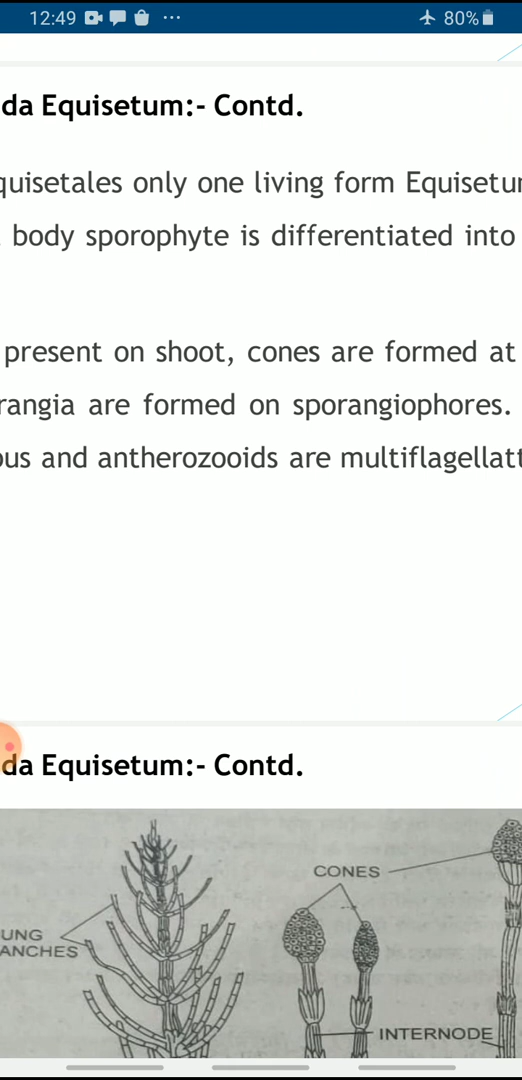 12:49 ... 80%
da Equisetum:- Contd.
quisetales only one living form Equisetu
body sporophyte is differentiated into
present on shoot, cones are formed at
rangia are formed on sporangiophores.
ous and antherozooids are multiflagellatt
da Equisetum:- Contd.
CONES
UNG
ANCHES
INTERNODE